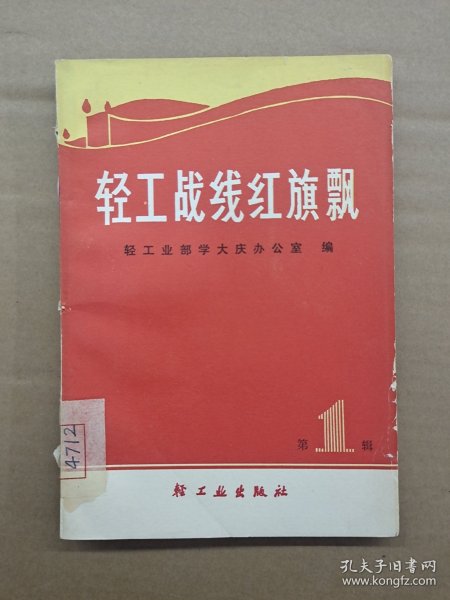 轻工战线红旗飘
轻工业部学大庆办公室 编
第1辑
4712
轻工业出版社
孔夫子旧书网
www.kongfz.com